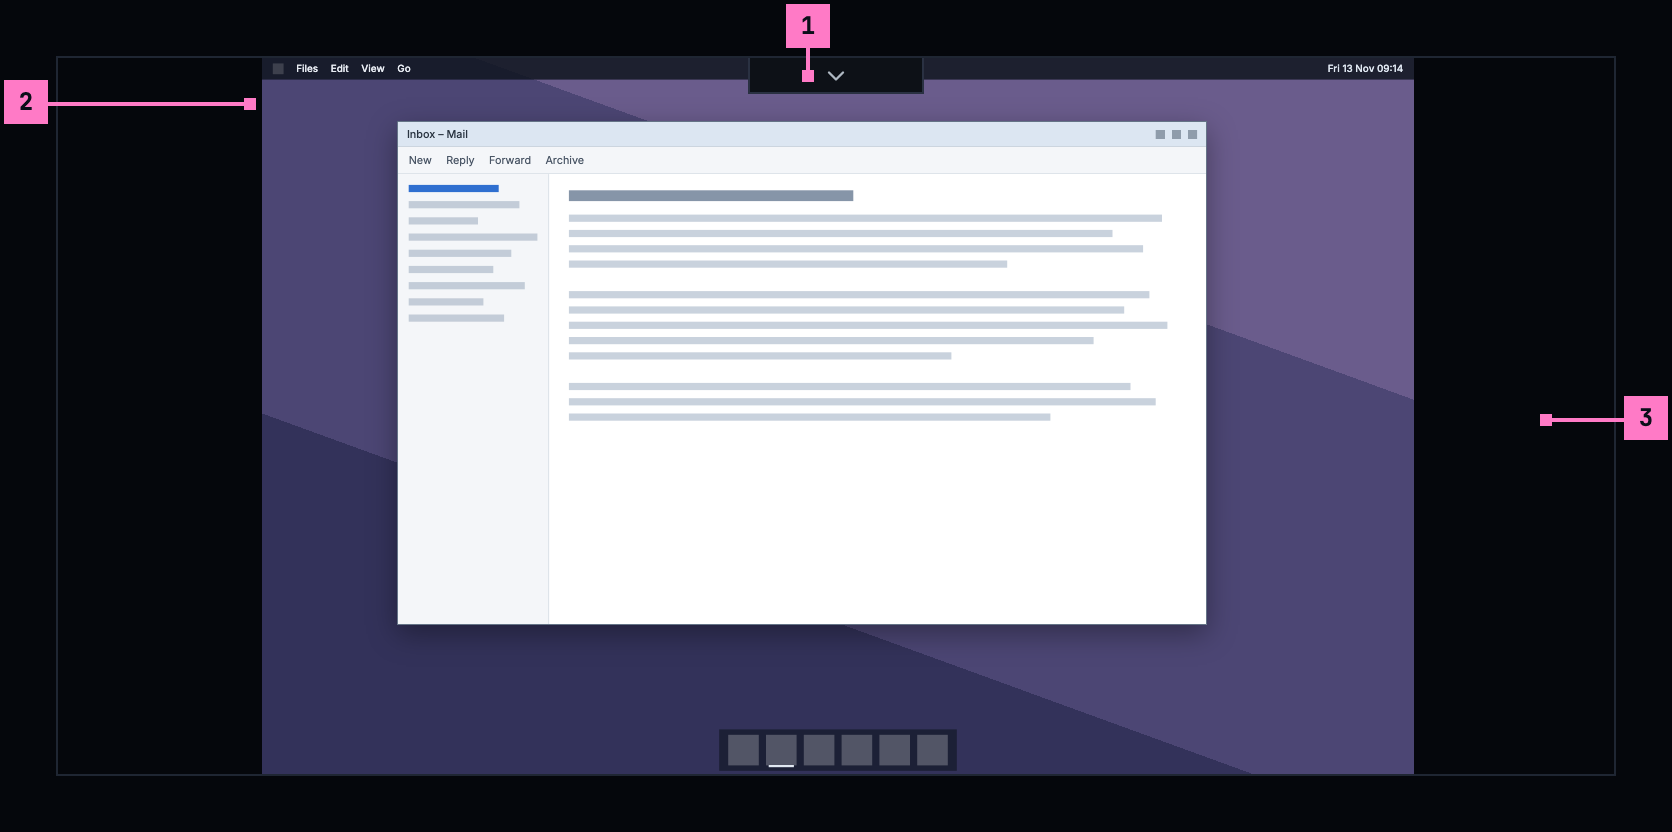 1
Files Edit View Go
Fri 13 Nov 09:14
2
Inbox – Mail
New Reply Forward Archive
3